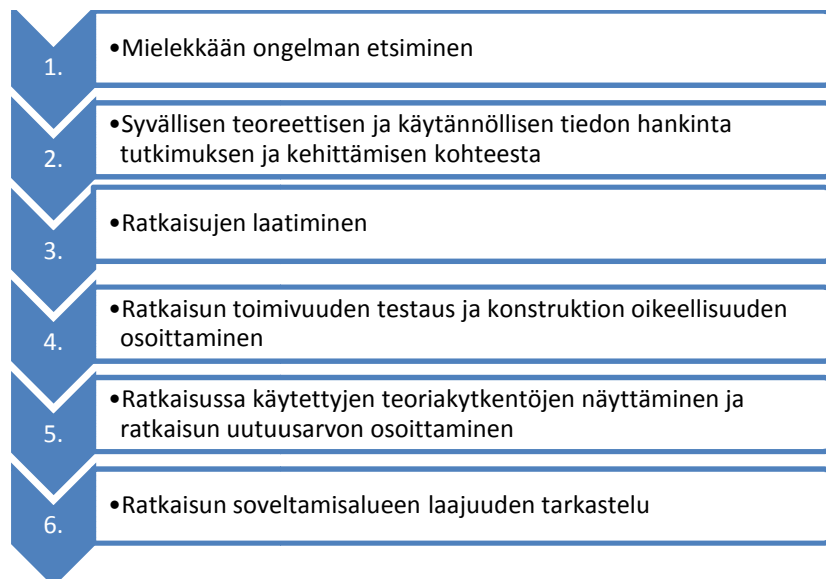 1.
•Mielekkään ongelman etsiminen
2.
•Syvällisen teoreettisen ja käytännöllisen tiedon hankinta
tutkimuksen ja kehittämisen kohteesta
3.
•Ratkaisujen laatiminen
4.
•Ratkaisun toimivuuden testaus ja konstruktion oikeellisuuden
osoittaminen
5.
•Ratkaisussa käytettyjen teoriakytkentöjen näyttäminen ja
ratkaisun uutuusarvon osoittaminen
6.
•Ratkaisun soveltamisalueen laajuuden tarkastelu